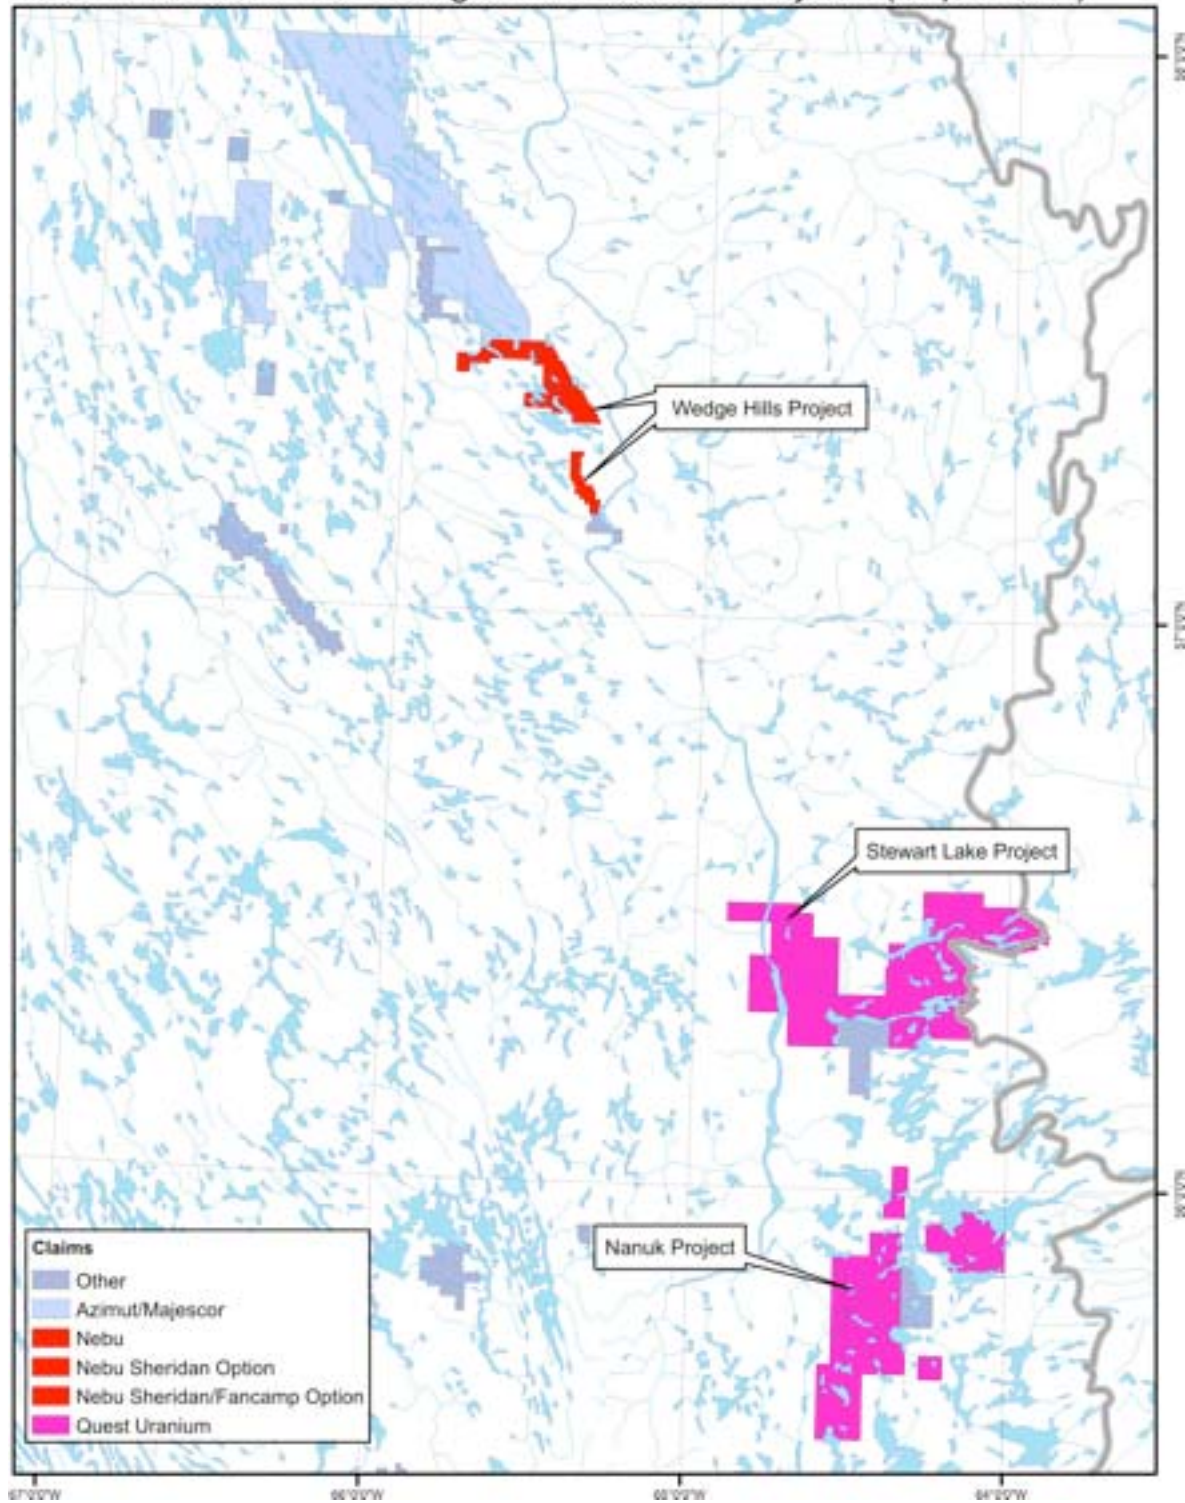 Wedge Hills Project
Stewart Lake Project
Nanuk Project
Claims
Other
Azimut/Majescor
Nebu
Nebu Sheridan Option
Nebu Sheridan/Fancamp Option
Quest Uranium